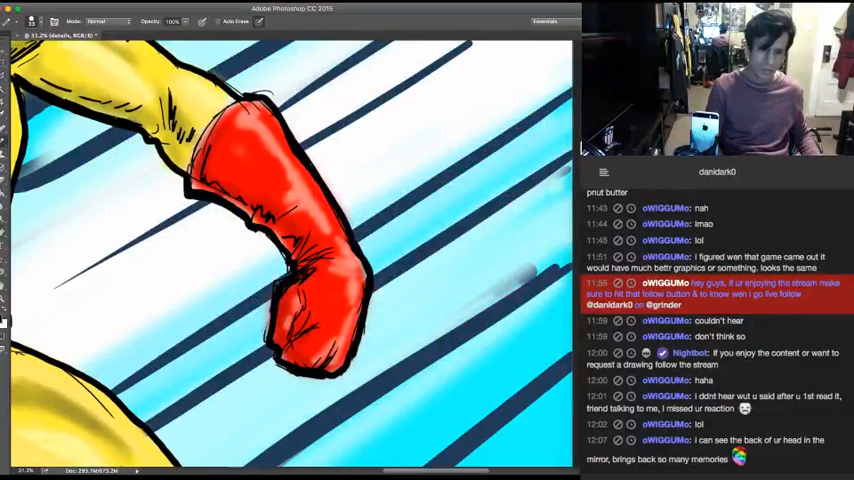 Adobe Photoshop CC 2015
33
Mode: Normal
Opacity: 100%
Auto Erase
Essentials
31.2%
Doc: 293.7M/673.2M
danidark0
pnut butter
11:43 oWIGGUMo: nah
11:44 oWIGGUMo: lmao
11:45 oWIGGUMo: lol
11:51 oWIGGUMo: i figured wen that game came out it
would have much bettr graphics or something. looks the same
11:55 oWIGGUMo hey guys, If ur enjoying the stream make
sure to hit that follow button & to know wen i go live follow
@danidark0 on @grinder
11:59 oWIGGUMo: couldn't hear
11:59 oWIGGUMo: don't think so
12:00 Nightbot: If you enjoy the content or want to
request a drawing follow the stream
12:00 oWIGGUMo: haha
12:01 oWIGGUMo: i ddnt hear wut u said after u 1st read it,
friend talking to me, i missed ur reaction
12:02 oWIGGUMo: lol
12:07 oWIGGUMo: i can see the back of ur head in the
mirror, brings back so many memories